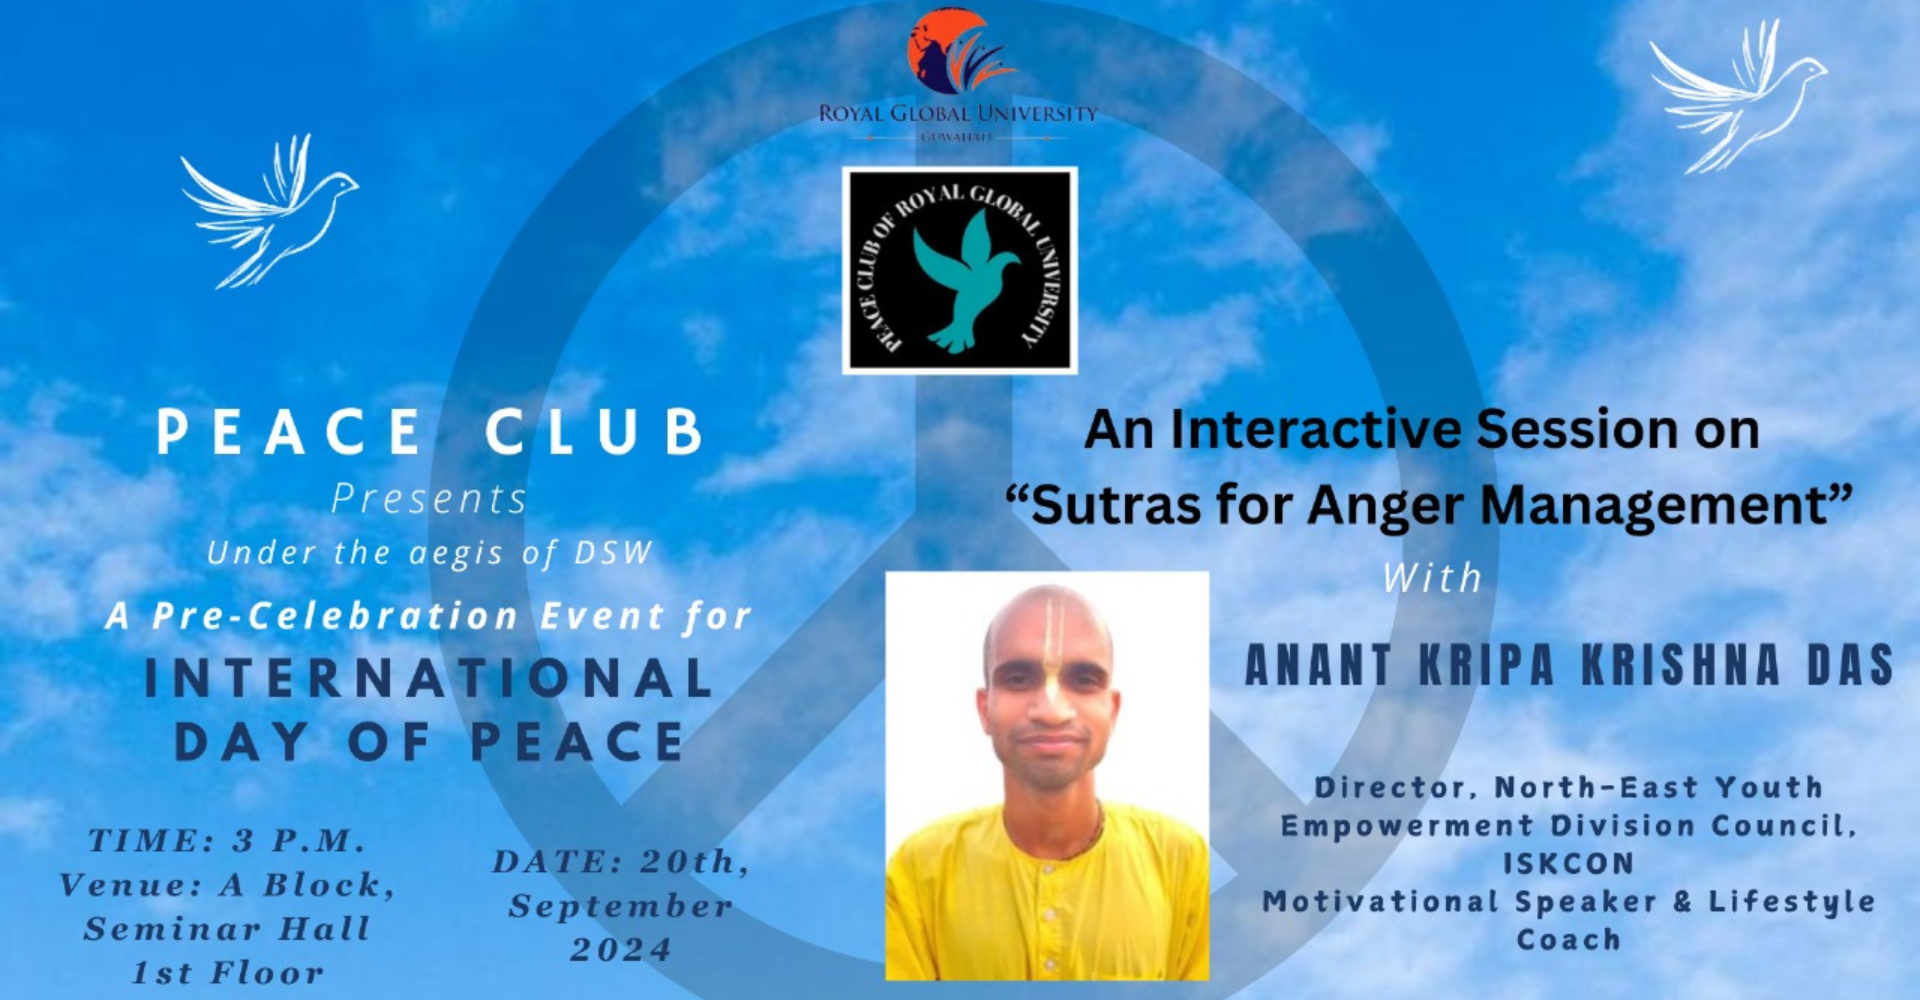 ROYAL GLOBAL UNIVERSITY
GUWAHATI
PEACE CLUB OF ROYAL GLOBAL UNIVERSITY
PEACE CLUB
Presents
Under the aegis of DSW
A Pre-Celebration Event for
INTERNATIONAL
DAY OF PEACE
TIME: 3 P.M.
Venue: A Block,
Seminar Hall
1st Floor
DATE: 20th,
September
2024
An Interactive Session on
“Sutras for Anger Management”
With
ANANT KRIPA KRISHNA DAS
Director, North-East Youth
Empowerment Division Council,
ISKCON
Motivational Speaker & Lifestyle
Coach